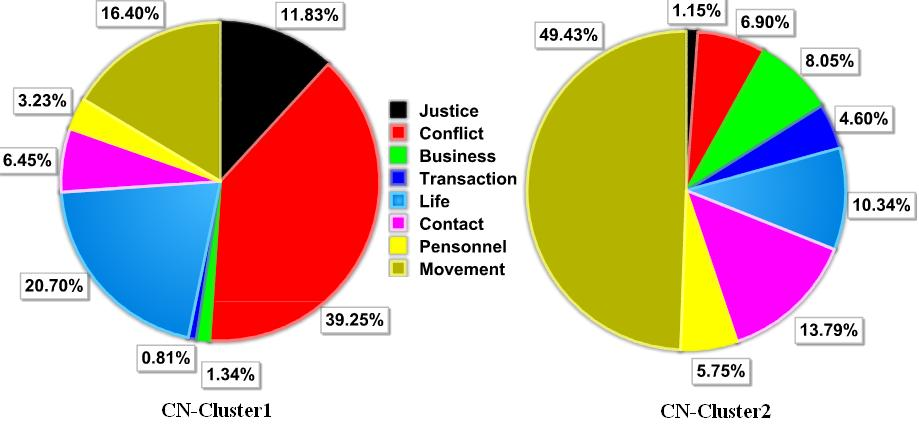 16.40%
11.83%
3.23%
6.45%
20.70%
0.81%
1.34%
39.25%
CN-Cluster1
Justice
Conflict
Business
Transaction
Life
Contact
Pensonnel
Movement
1.15%
49.43%
6.90%
8.05%
4.60%
10.34%
13.79%
5.75%
CN-Cluster2